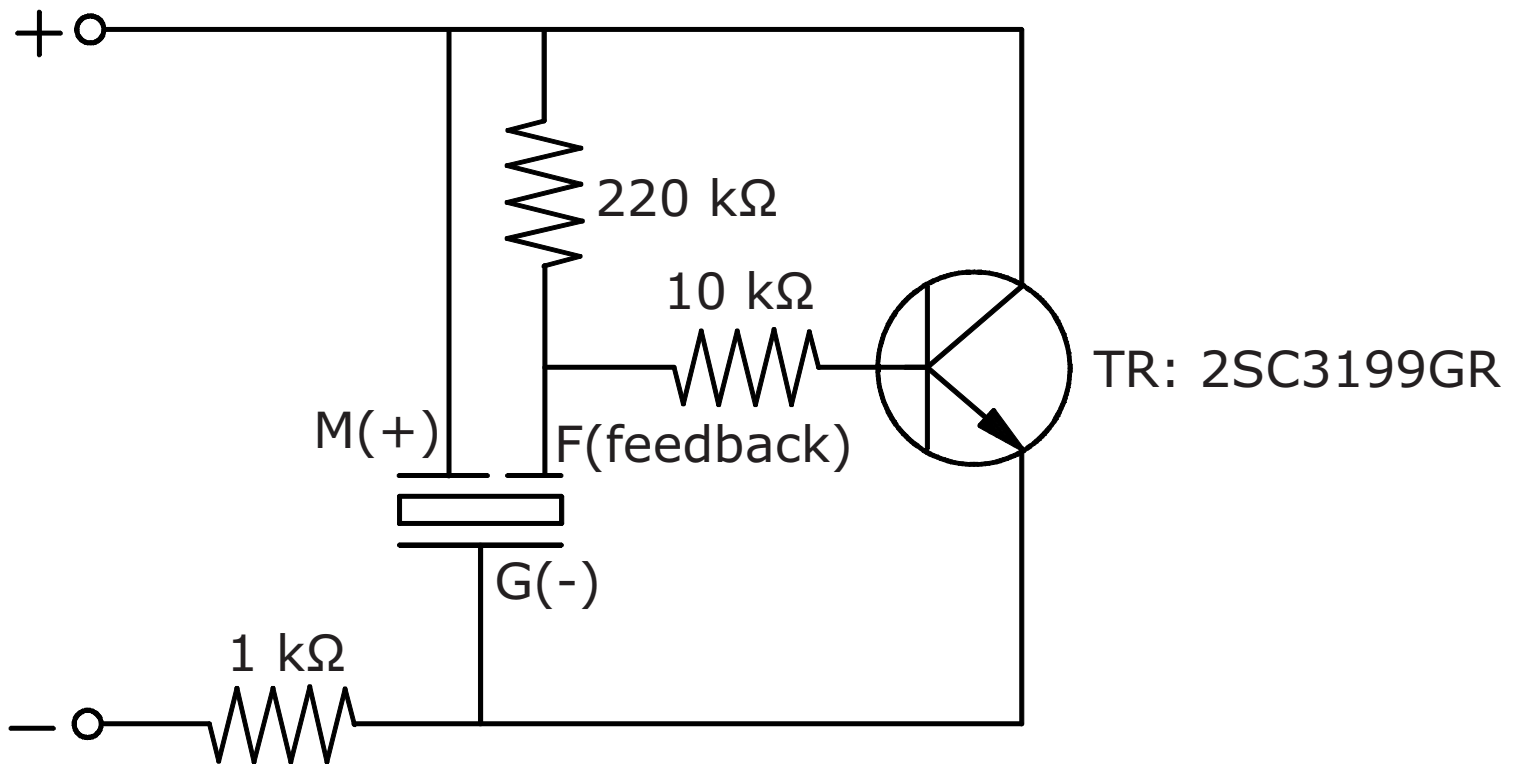 +
220 kΩ
10 kΩ
TR: 2SC3199GR
M(+)
F(feedback)
G(-)
1 kΩ
−